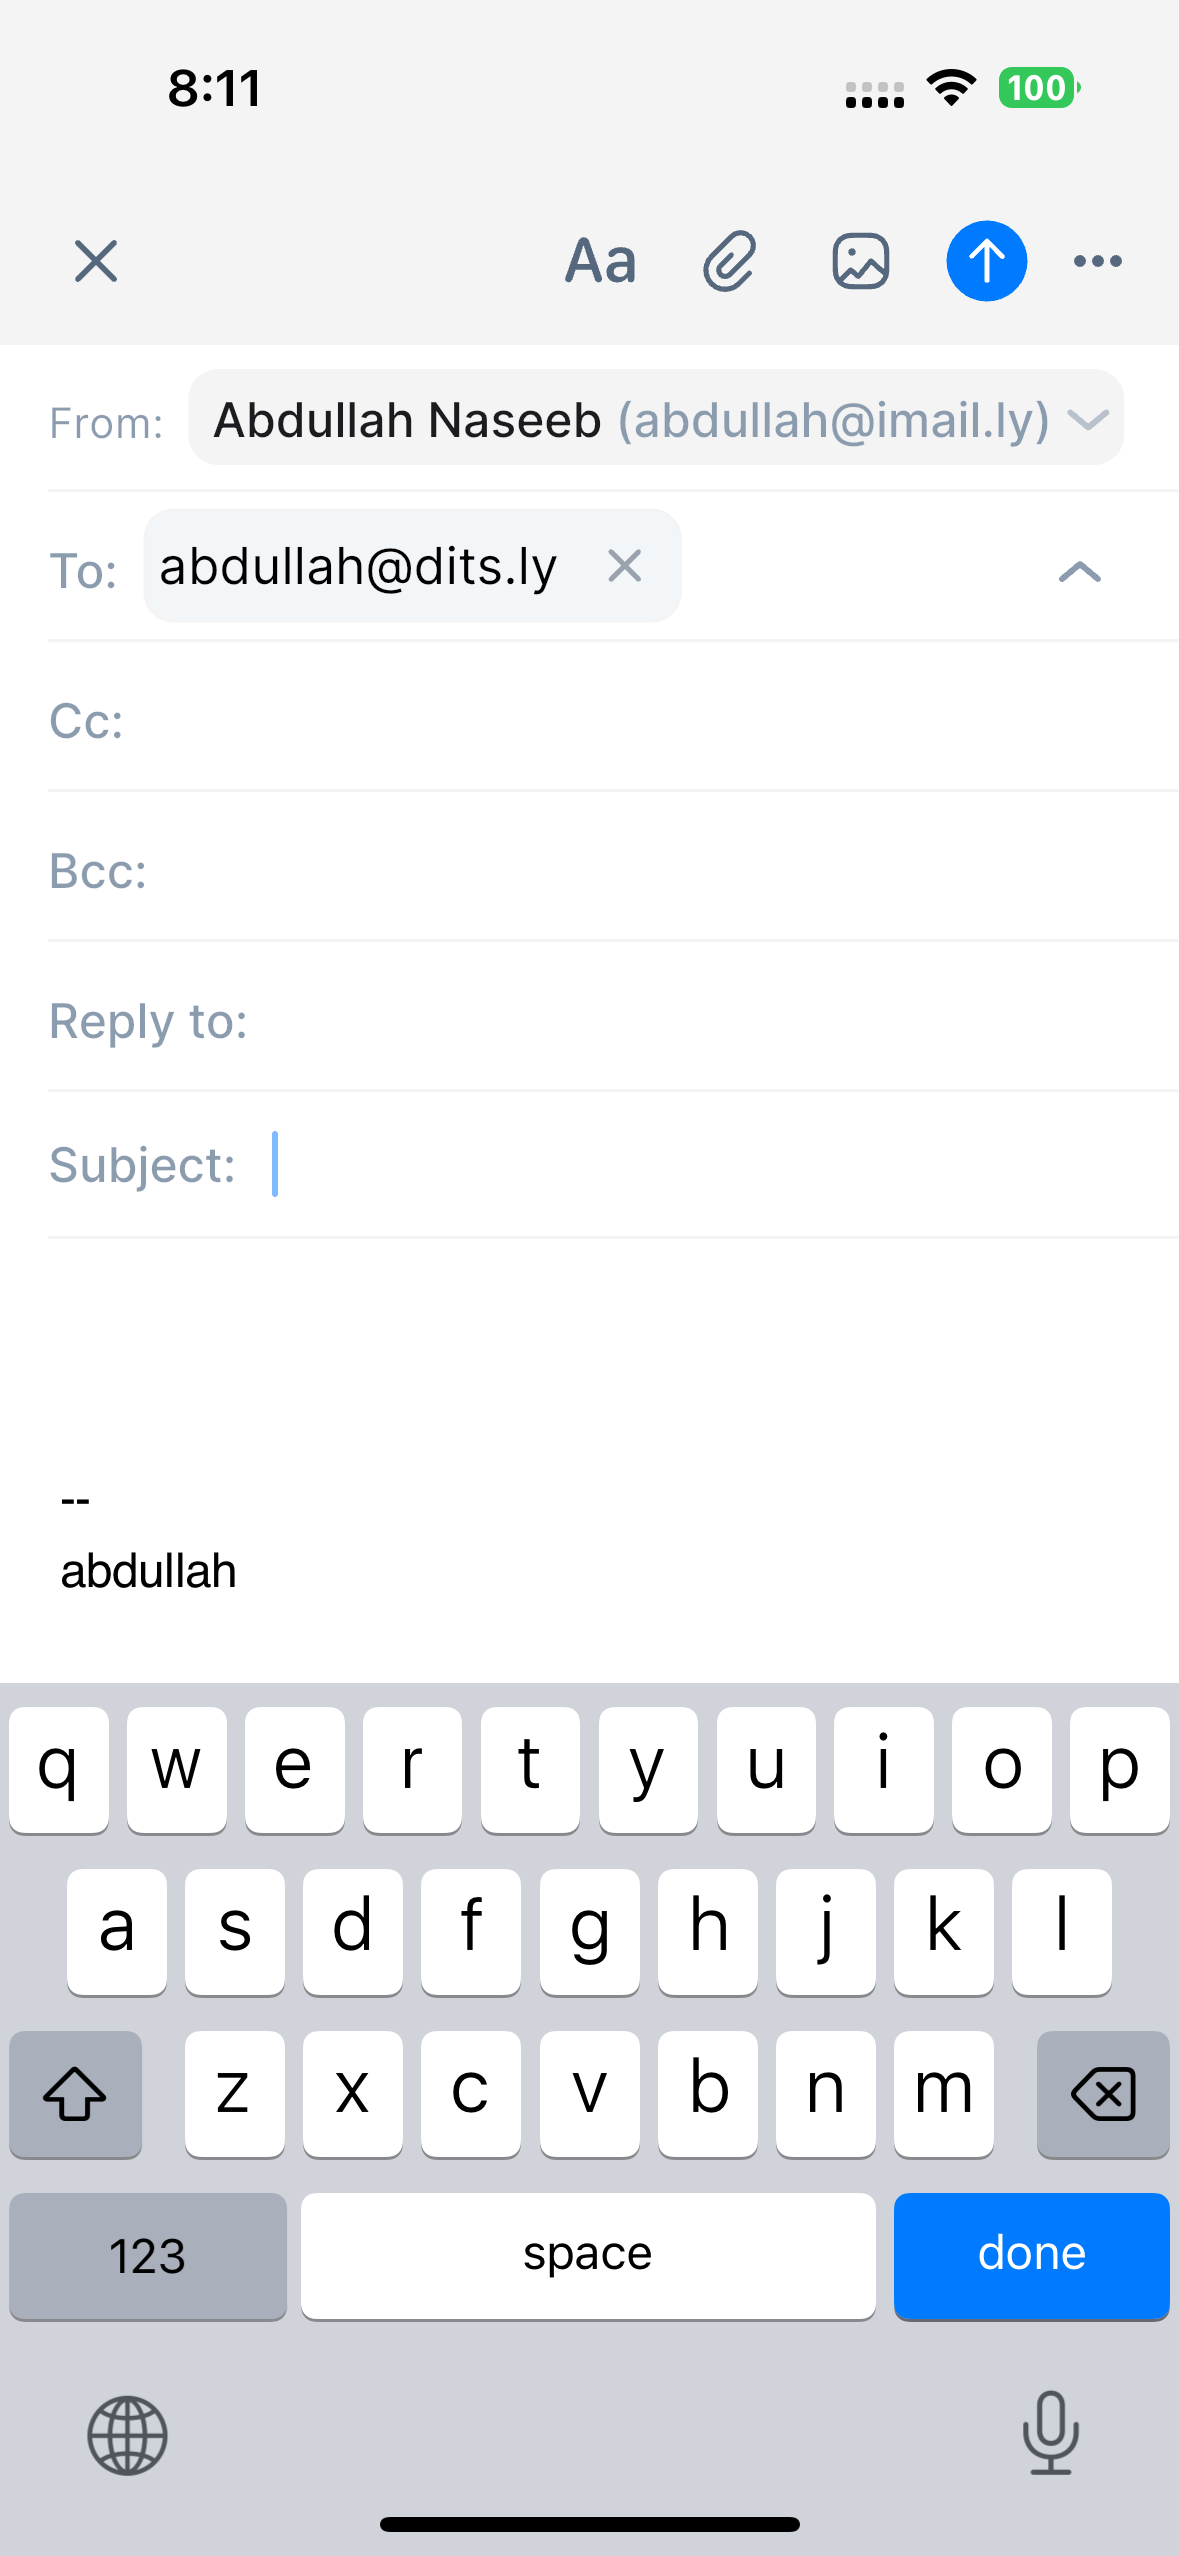 8:11
100
Aa
From: Abdullah Naseeb (abdullah@imail.ly)
To: abdullah@dits.ly
Cc:
Bcc:
Reply to:
Subject:
--
abdullah
q w e r t y u i o p
a s d f g h j k l
z x c v b n m
123 space done